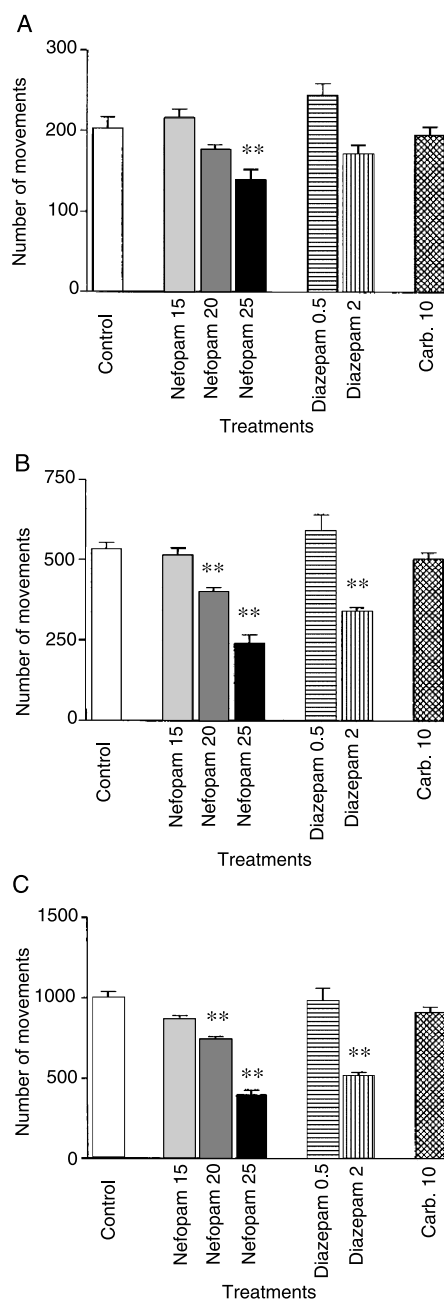 A
Number of movements
300
200
100
0
**
Control
Nefopam 15
Nefopam 20
Nefopam 25
Diazepam 0.5
Diazepam 2
Carb. 10
Treatments
B
Number of movements
750
500
250
0
**
**
**
Control
Nefopam 15
Nefopam 20
Nefopam 25
Diazepam 0.5
Diazepam 2
Carb. 10
Treatments
C
Number of movements
1500
1000
500
0
**
**
**
Control
Nefopam 15
Nefopam 20
Nefopam 25
Diazepam 0.5
Diazepam 2
Carb. 10
Treatments